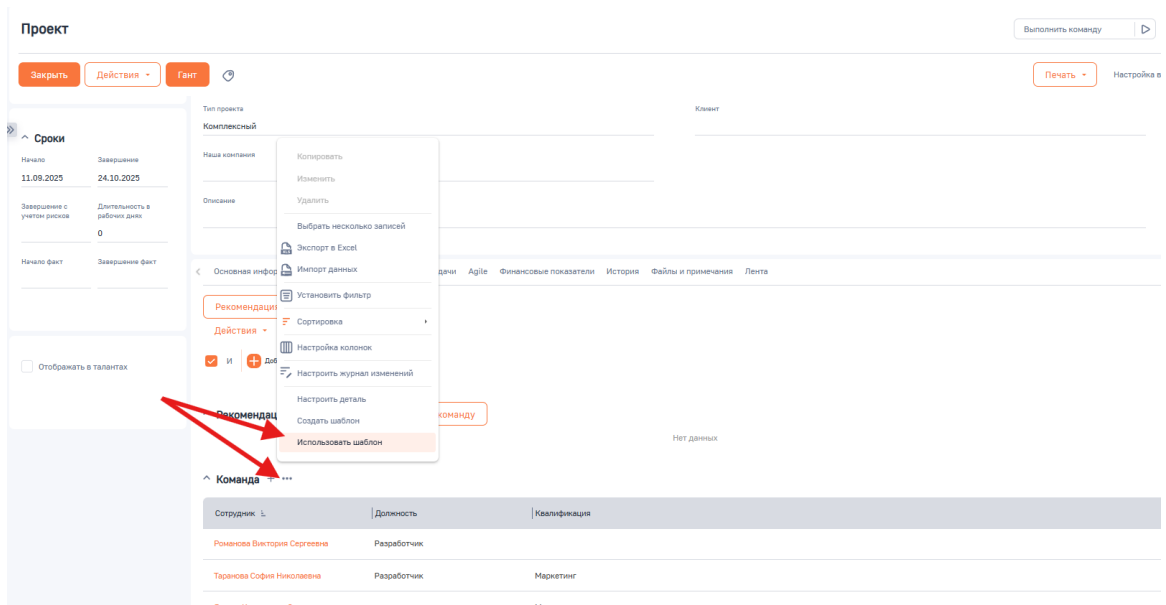 Проект
Выполнить команду
Закрыть
Действия
Гант
Печать
Настройка в
Сроки
Начало
Завершение
11.09.2025
24.10.2025
Завершение с
учетом рисков
Длительность в
рабочих днях
0
Начало факт
Завершение факт
Отображать в талантах
Тип проекта
Комплексный
Клиент
Наша компания
Описание
Основная инфор
дачи
Agile
Финансовые показатели
История
Файлы и примечания
Лента
Рекомендация
Действия
И
Доб
Копировать
Изменить
Удалить
Выбрать несколько записей
Экспорт в Excel
Импорт данных
Установить фильтр
Сортировка
Настройка колонок
Настроить журнал изменений
Настроить деталь
Создать шаблон
Использовать шаблон
Рекомендац
команду
Нет данных
Команда
Сотрудник
Должность
Квалификация
Романова Виктория Сергеевна
Разработчик
Таранова София Николаевна
Разработчик
Маркетинг